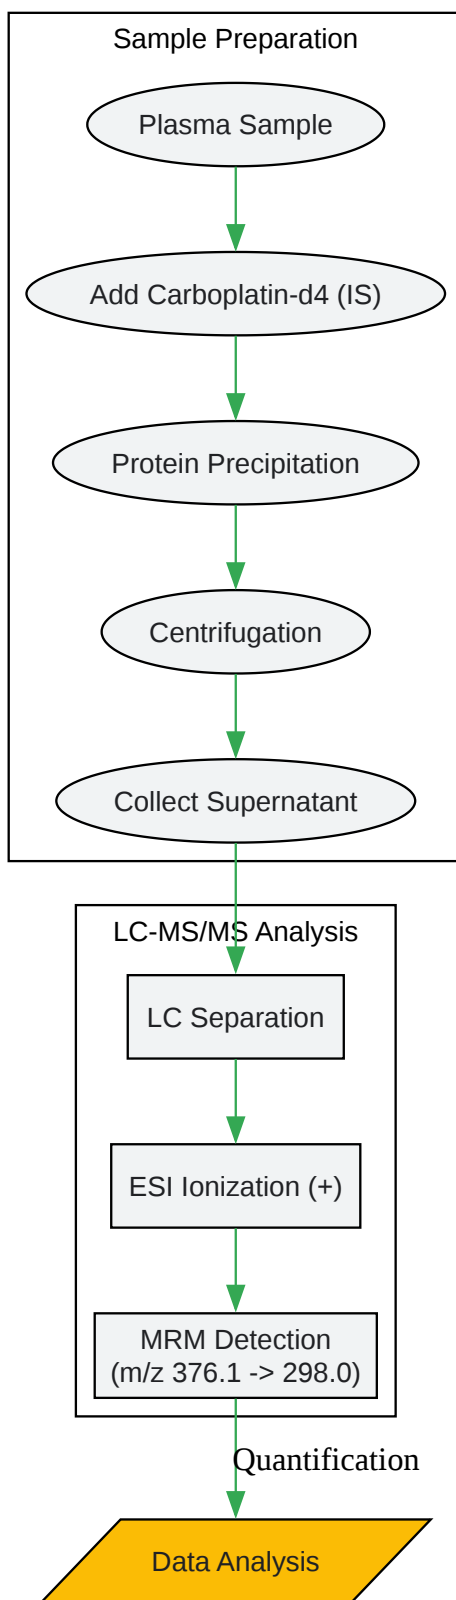 Sample Preparation
Plasma Sample
Add Carboplatin-d4 (IS)
Protein Precipitation
Centrifugation
Collect Supernatant
LC-MS/MS Analysis
LC Separation
ESI Ionization (+)
MRM Detection
(m/z 376.1 -> 298.0)
Quantification
Data Analysis